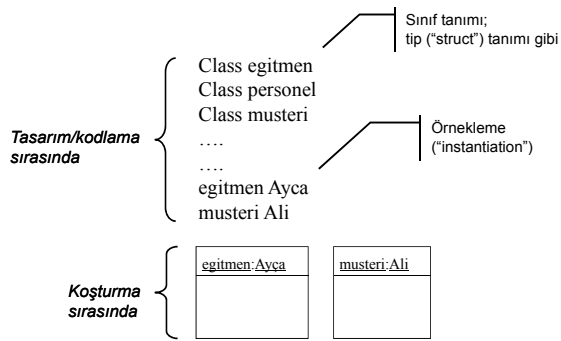 Sınıf tanımı;
tip (“struct”) tanımı gibi
Class egitmen
Class personel
Class musteri
….
….
egitmen Ayca
musteri Ali
Örnekleme
(“instantiation”)
Tasarım/kodlama
sırasında
egitmen:Ayça
musteri:Ali
Koşturma
sırasında